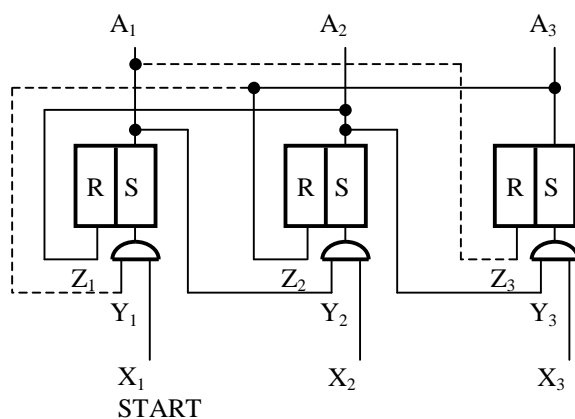 A₁ A₂ A₃
R S R S R S
Z₁ Z₂ Z₃
Y₁ Y₂ Y₃
X₁ X₂ X₃
START